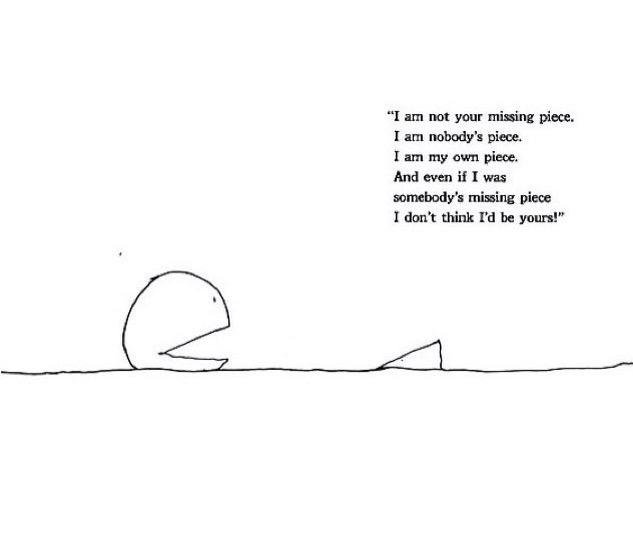 “I am not your missing piece.
I am nobody's piece.
I am my own piece.
And even if I was
somebody's missing piece
I don't think I'd be yours!”